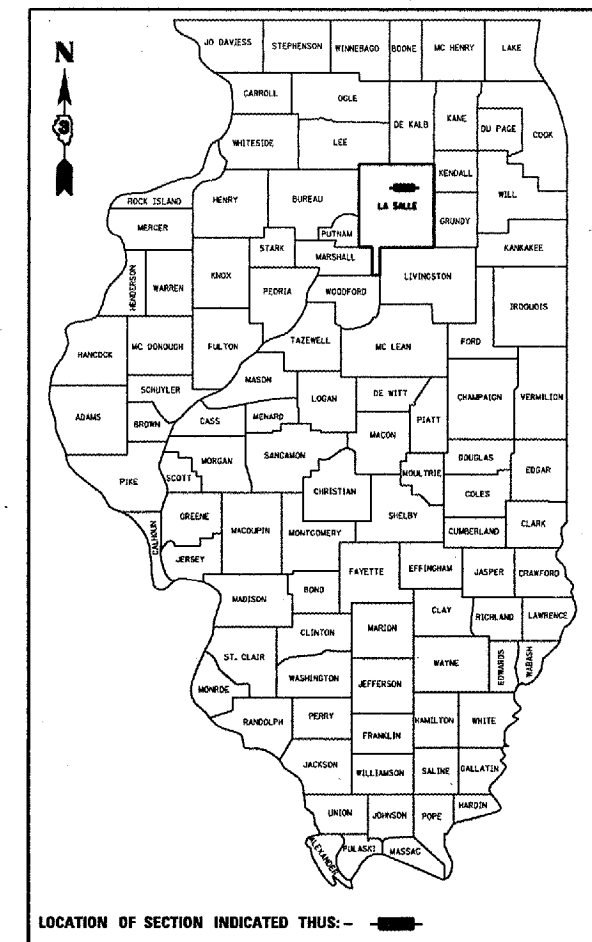 JO DAVIESS STEPHENSON WINNEBAGO BOONE MC HENRY LAKE
N
CARROLL OGLE DE KALB KANE DU PAGE COOK
3
WHITESIDE LEE
KENDALL WILL
ROCK ISLAND HENRY BUREAU LA SALLE GRUNDY
MERCER PUTNAM
STARK MARSHALL KANKAKEE
HENDERSON WARREN KNOX PEORIA WOODFORD LIVINGSTON IROQUOIS
HANCOCK MC DONOUGH FULTON TAZEWELL MC LEAN FORD
SCHUYLER MASON LOGAN DE WITT CHAMPAIGN VERMILION
ADAMS BROWN CASS MENARD PIATT
MACON
PIKE SCOTT MORGAN SANGAMON MOULTRIE DOUGLAS EDGAR
CHRISTIAN COLES
CALHOUN GREENE MACOUPIN MONTGOMERY SHELBY CUMBERLAND CLARK
JERSEY FAYETTE EFFINGHAM JASPER CRAWFORD
MADISON BOND
CLINTON MARION CLAY RICHLAND LAWRENCE
ST. CLAIR WAYNE EDWARDS WABASH
WASHINGTON JEFFERSON
MONROE
RANDOLPH PERRY HAMILTON WHITE
FRANKLIN
JACKSON WILLIAMSON SALINE GALLATIN
UNION JOHNSON POPE HARDIN
ALEXANDER PULASKI MASSAC
LOCATION OF SECTION INDICATED THUS: -